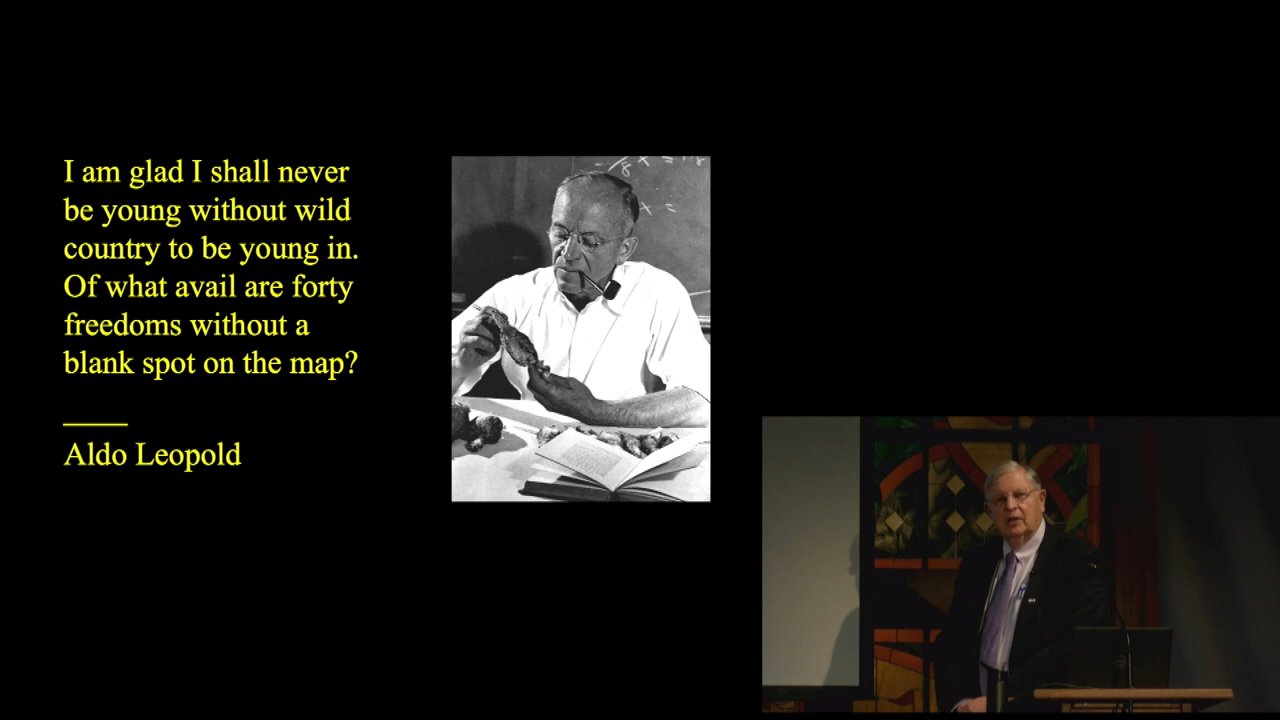 I am glad I shall never
be young without wild
country to be young in.
Of what avail are forty
freedoms without a
blank spot on the map?
Aldo Leopold